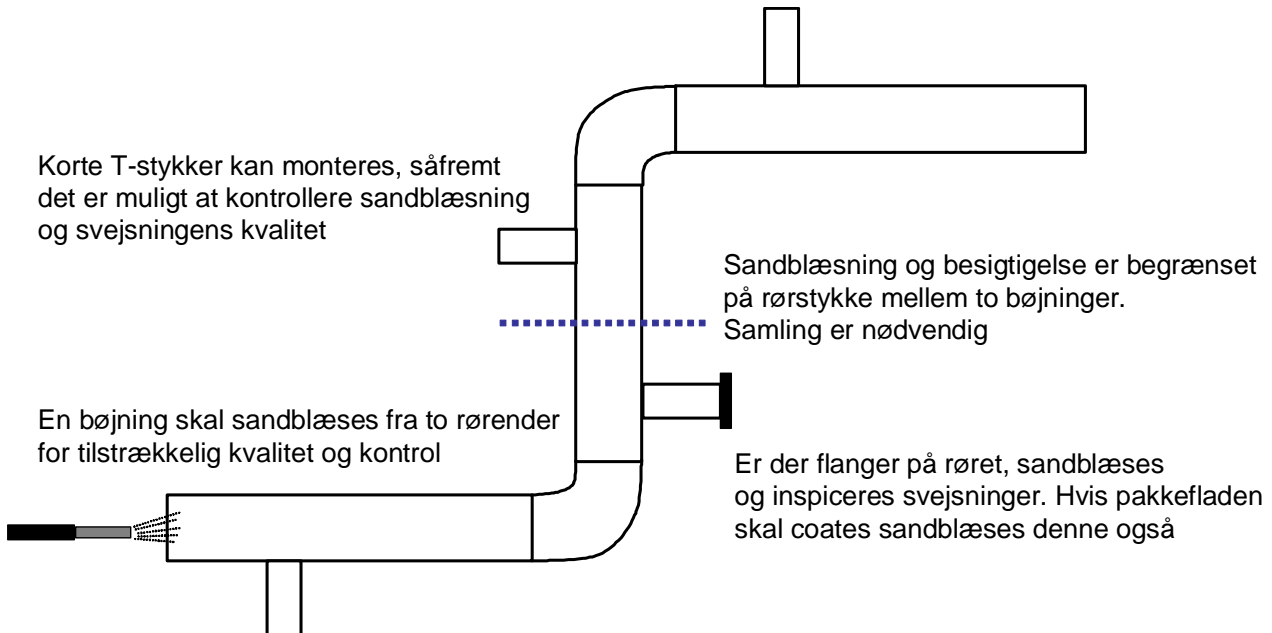 Korte T-stykker kan monteres, såfremt
det er muligt at kontrollere sandblæsning
og svejsningens kvalitet
Sandblæsning og besigtigelse er begrænset
på rørstykke mellem to bøjninger.
Samling er nødvendig
En bøjning skal sandblæses fra to rørender
for tilstrækkelig kvalitet og kontrol
Er der flanger på røret, sandblæses
og inspiceres svejsninger. Hvis pakkefladen
skal coates sandblæses denne også